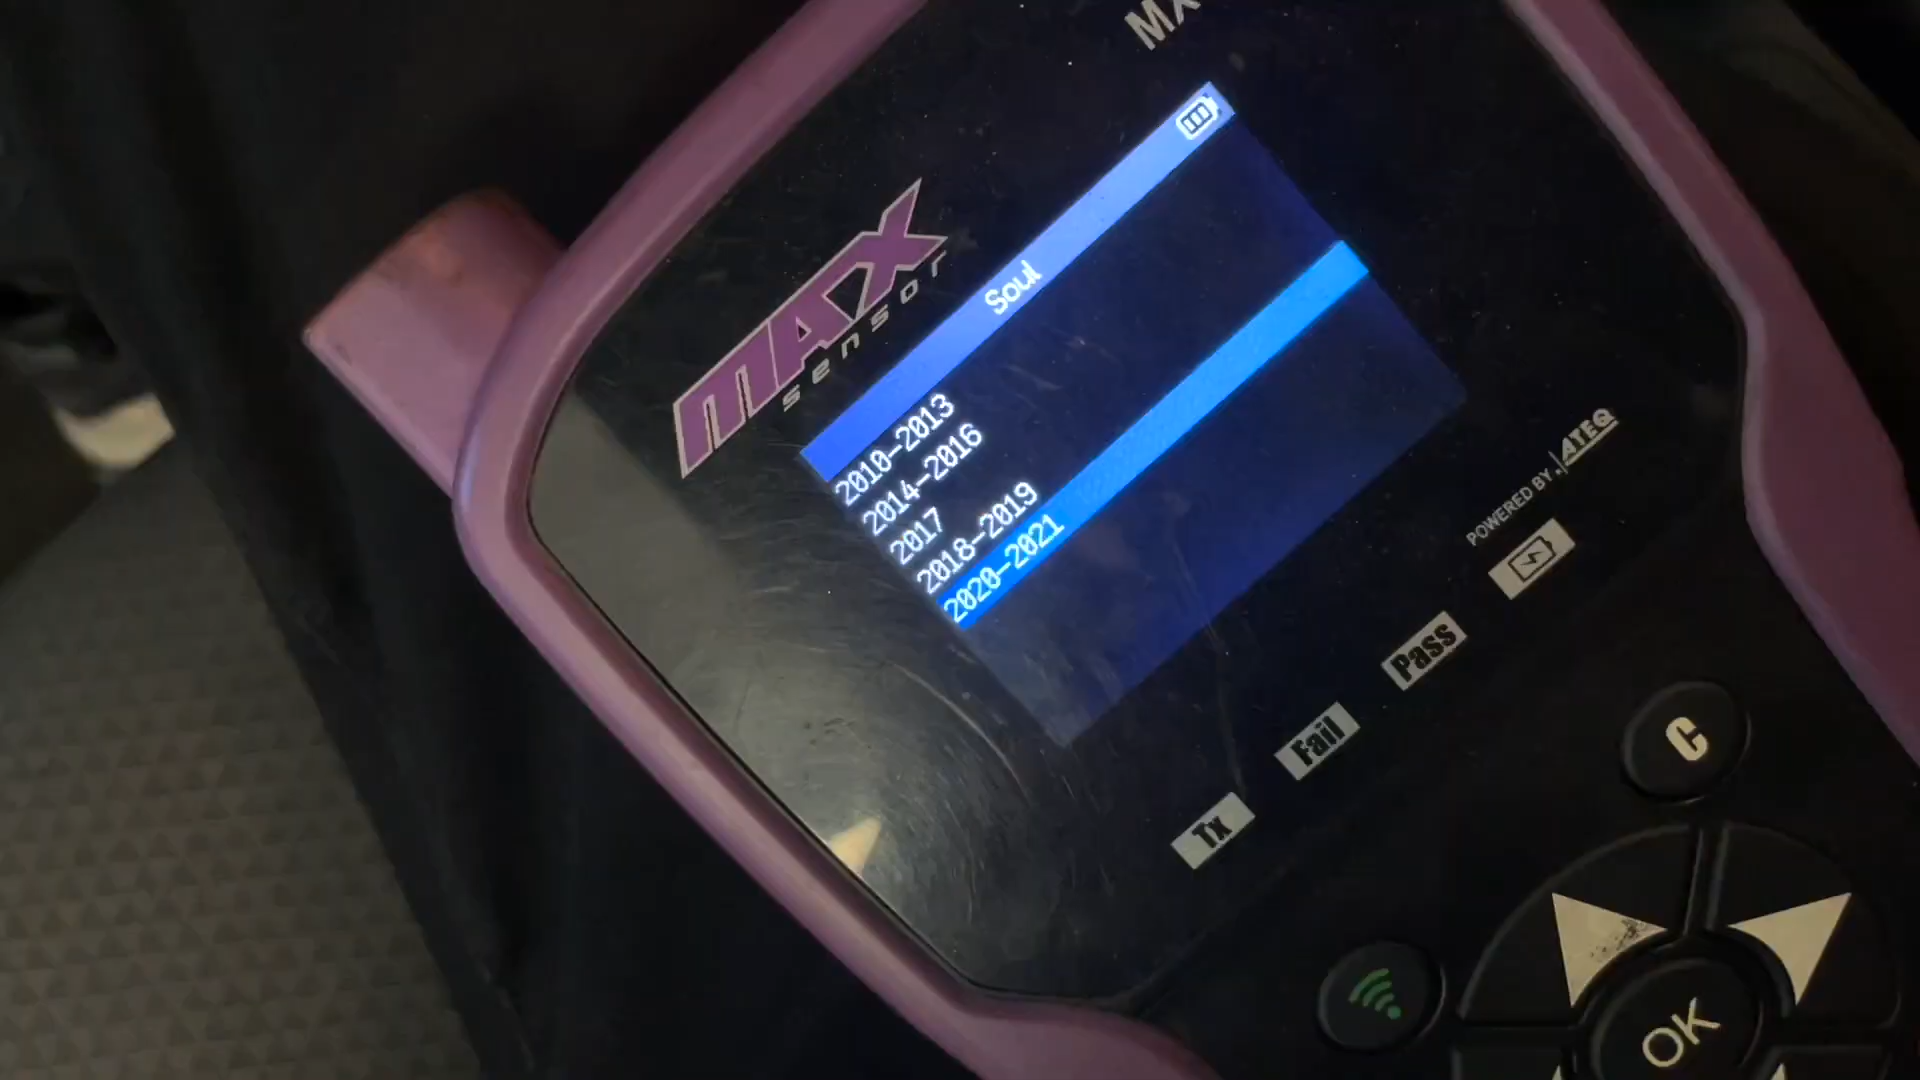 MX
MAX
sensor
Soul
2010-2013
2014-2016
2017
2018-2019
2020-2021
POWERED BY ATEQ
Tx
Fail
Pass
C
OK